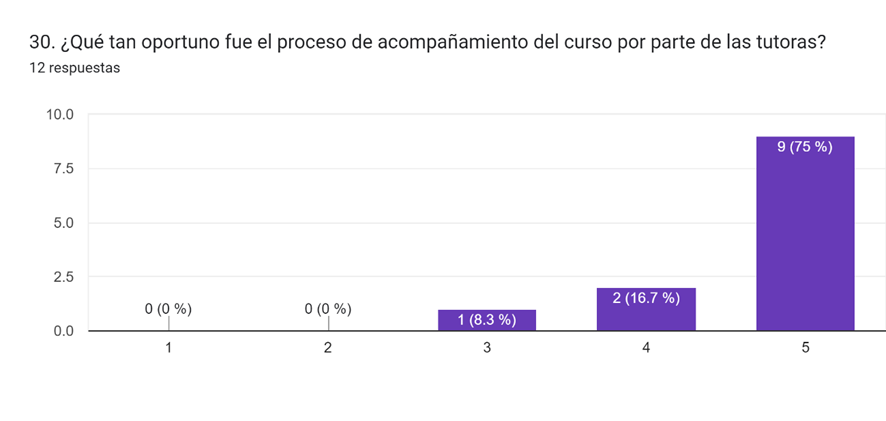 30. ¿Qué tan oportuno fue el proceso de acompañamiento del curso por parte de las tutoras?
12 respuestas
10.0
7.5
5.0
2.5
0.0
0 (0 %)
0 (0 %)
1 (8.3 %)
2 (16.7 %)
9 (75 %)
1
2
3
4
5